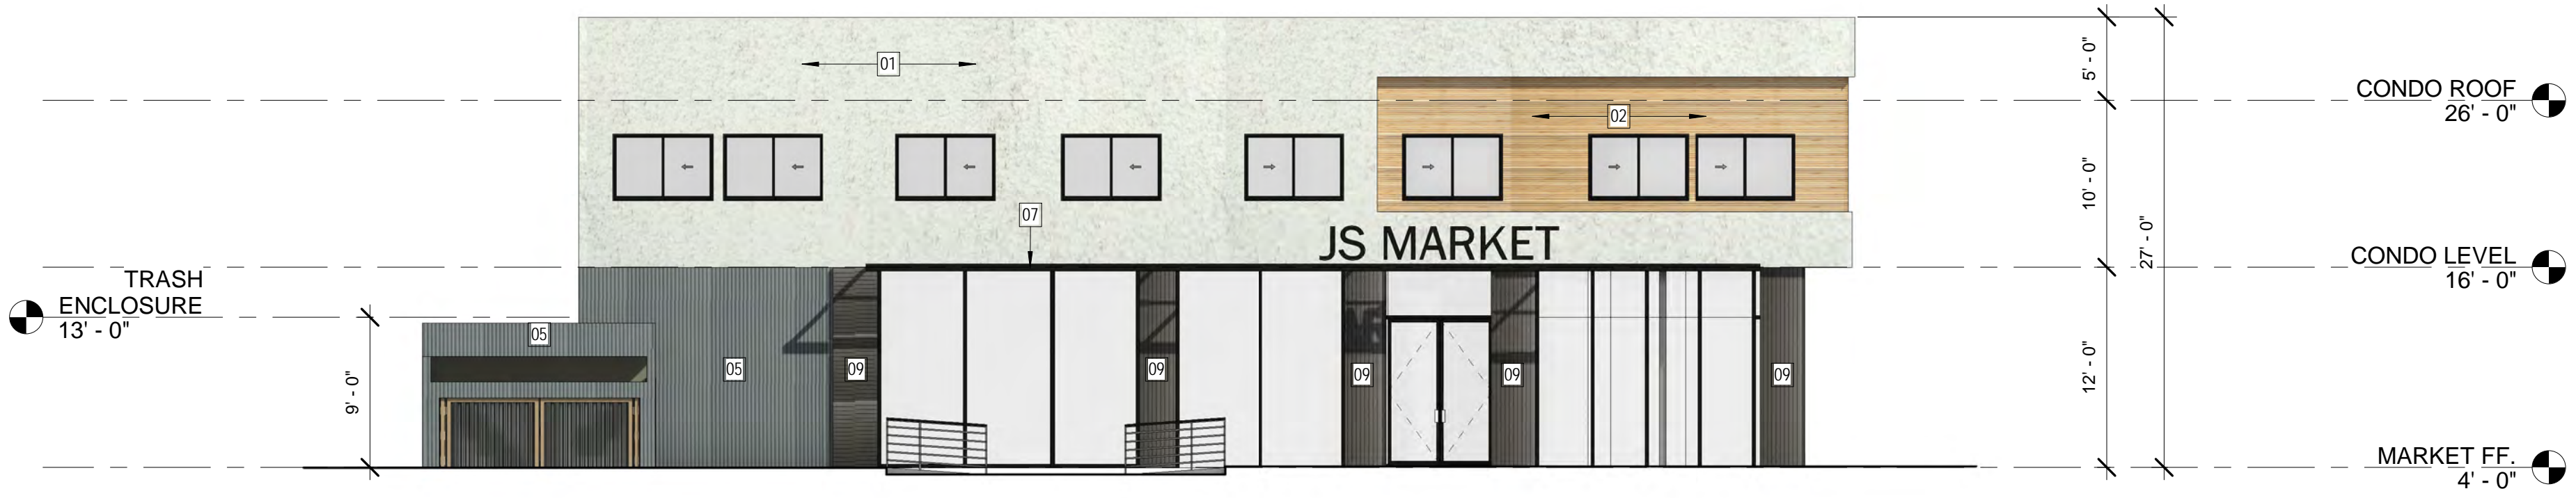 01
5' - 0"
CONDO ROOF
26' - 0"
02
10' - 0"
07
27' - 0"
JS MARKET
CONDO LEVEL
16' - 0"
TRASH
ENCLOSURE
13' - 0"
05
05
09
09
09
09
09
9' - 0"
12' - 0"
MARKET FF.
4' - 0"